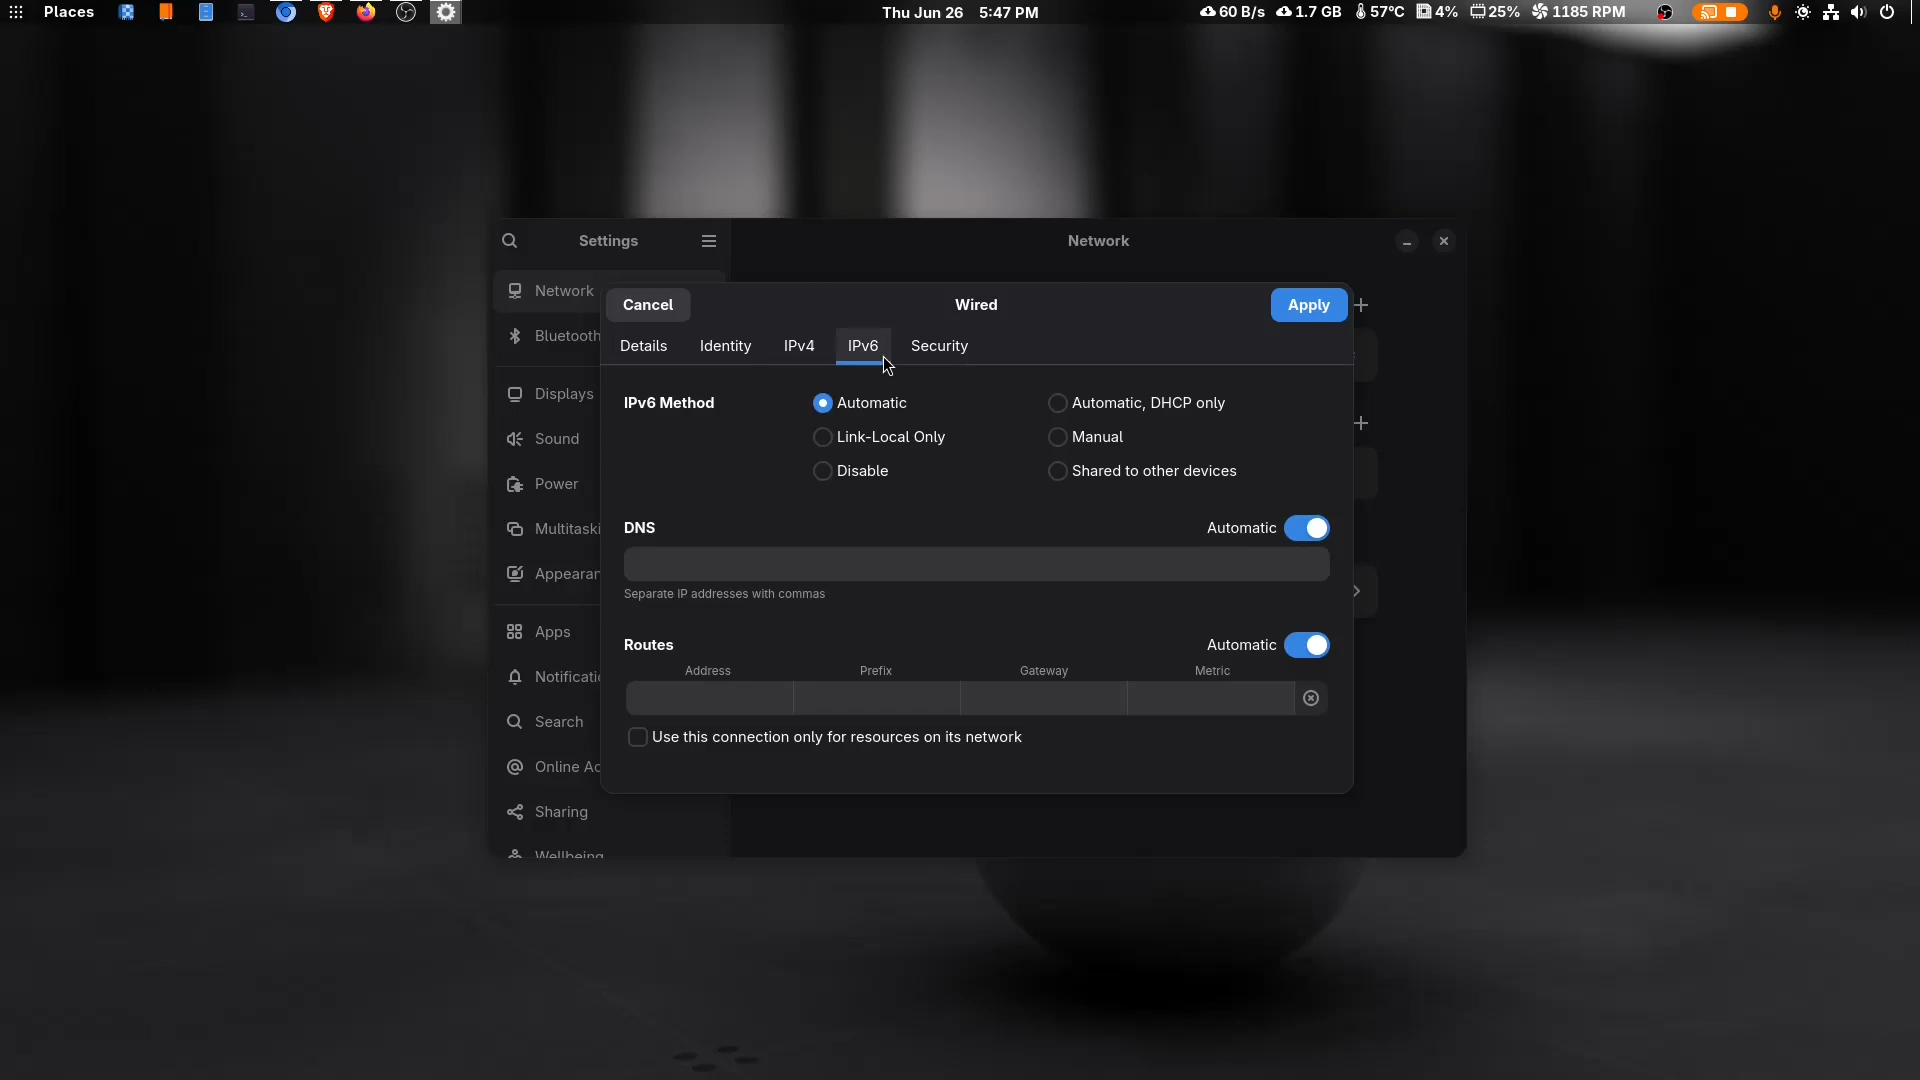 Places
Thu Jun 26 5:47 PM
60 B/s 1.7 GB 57°C 4% 25% 1185 RPM
Settings
Network
Network
Cancel
Wired
Apply
Bluetooth
Details
Identity
IPv4
IPv6
Security
Displays
IPv6 Method
Automatic
Automatic, DHCP only
Sound
Link-Local Only
Manual
Disable
Shared to other devices
Power
Multitaski
DNS
Automatic
Appearan
Separate IP addresses with commas
Apps
Routes
Automatic
Address
Prefix
Gateway
Metric
Notificatio
Search
Use this connection only for resources on its network
Online Ac
Sharing
Wellbeing